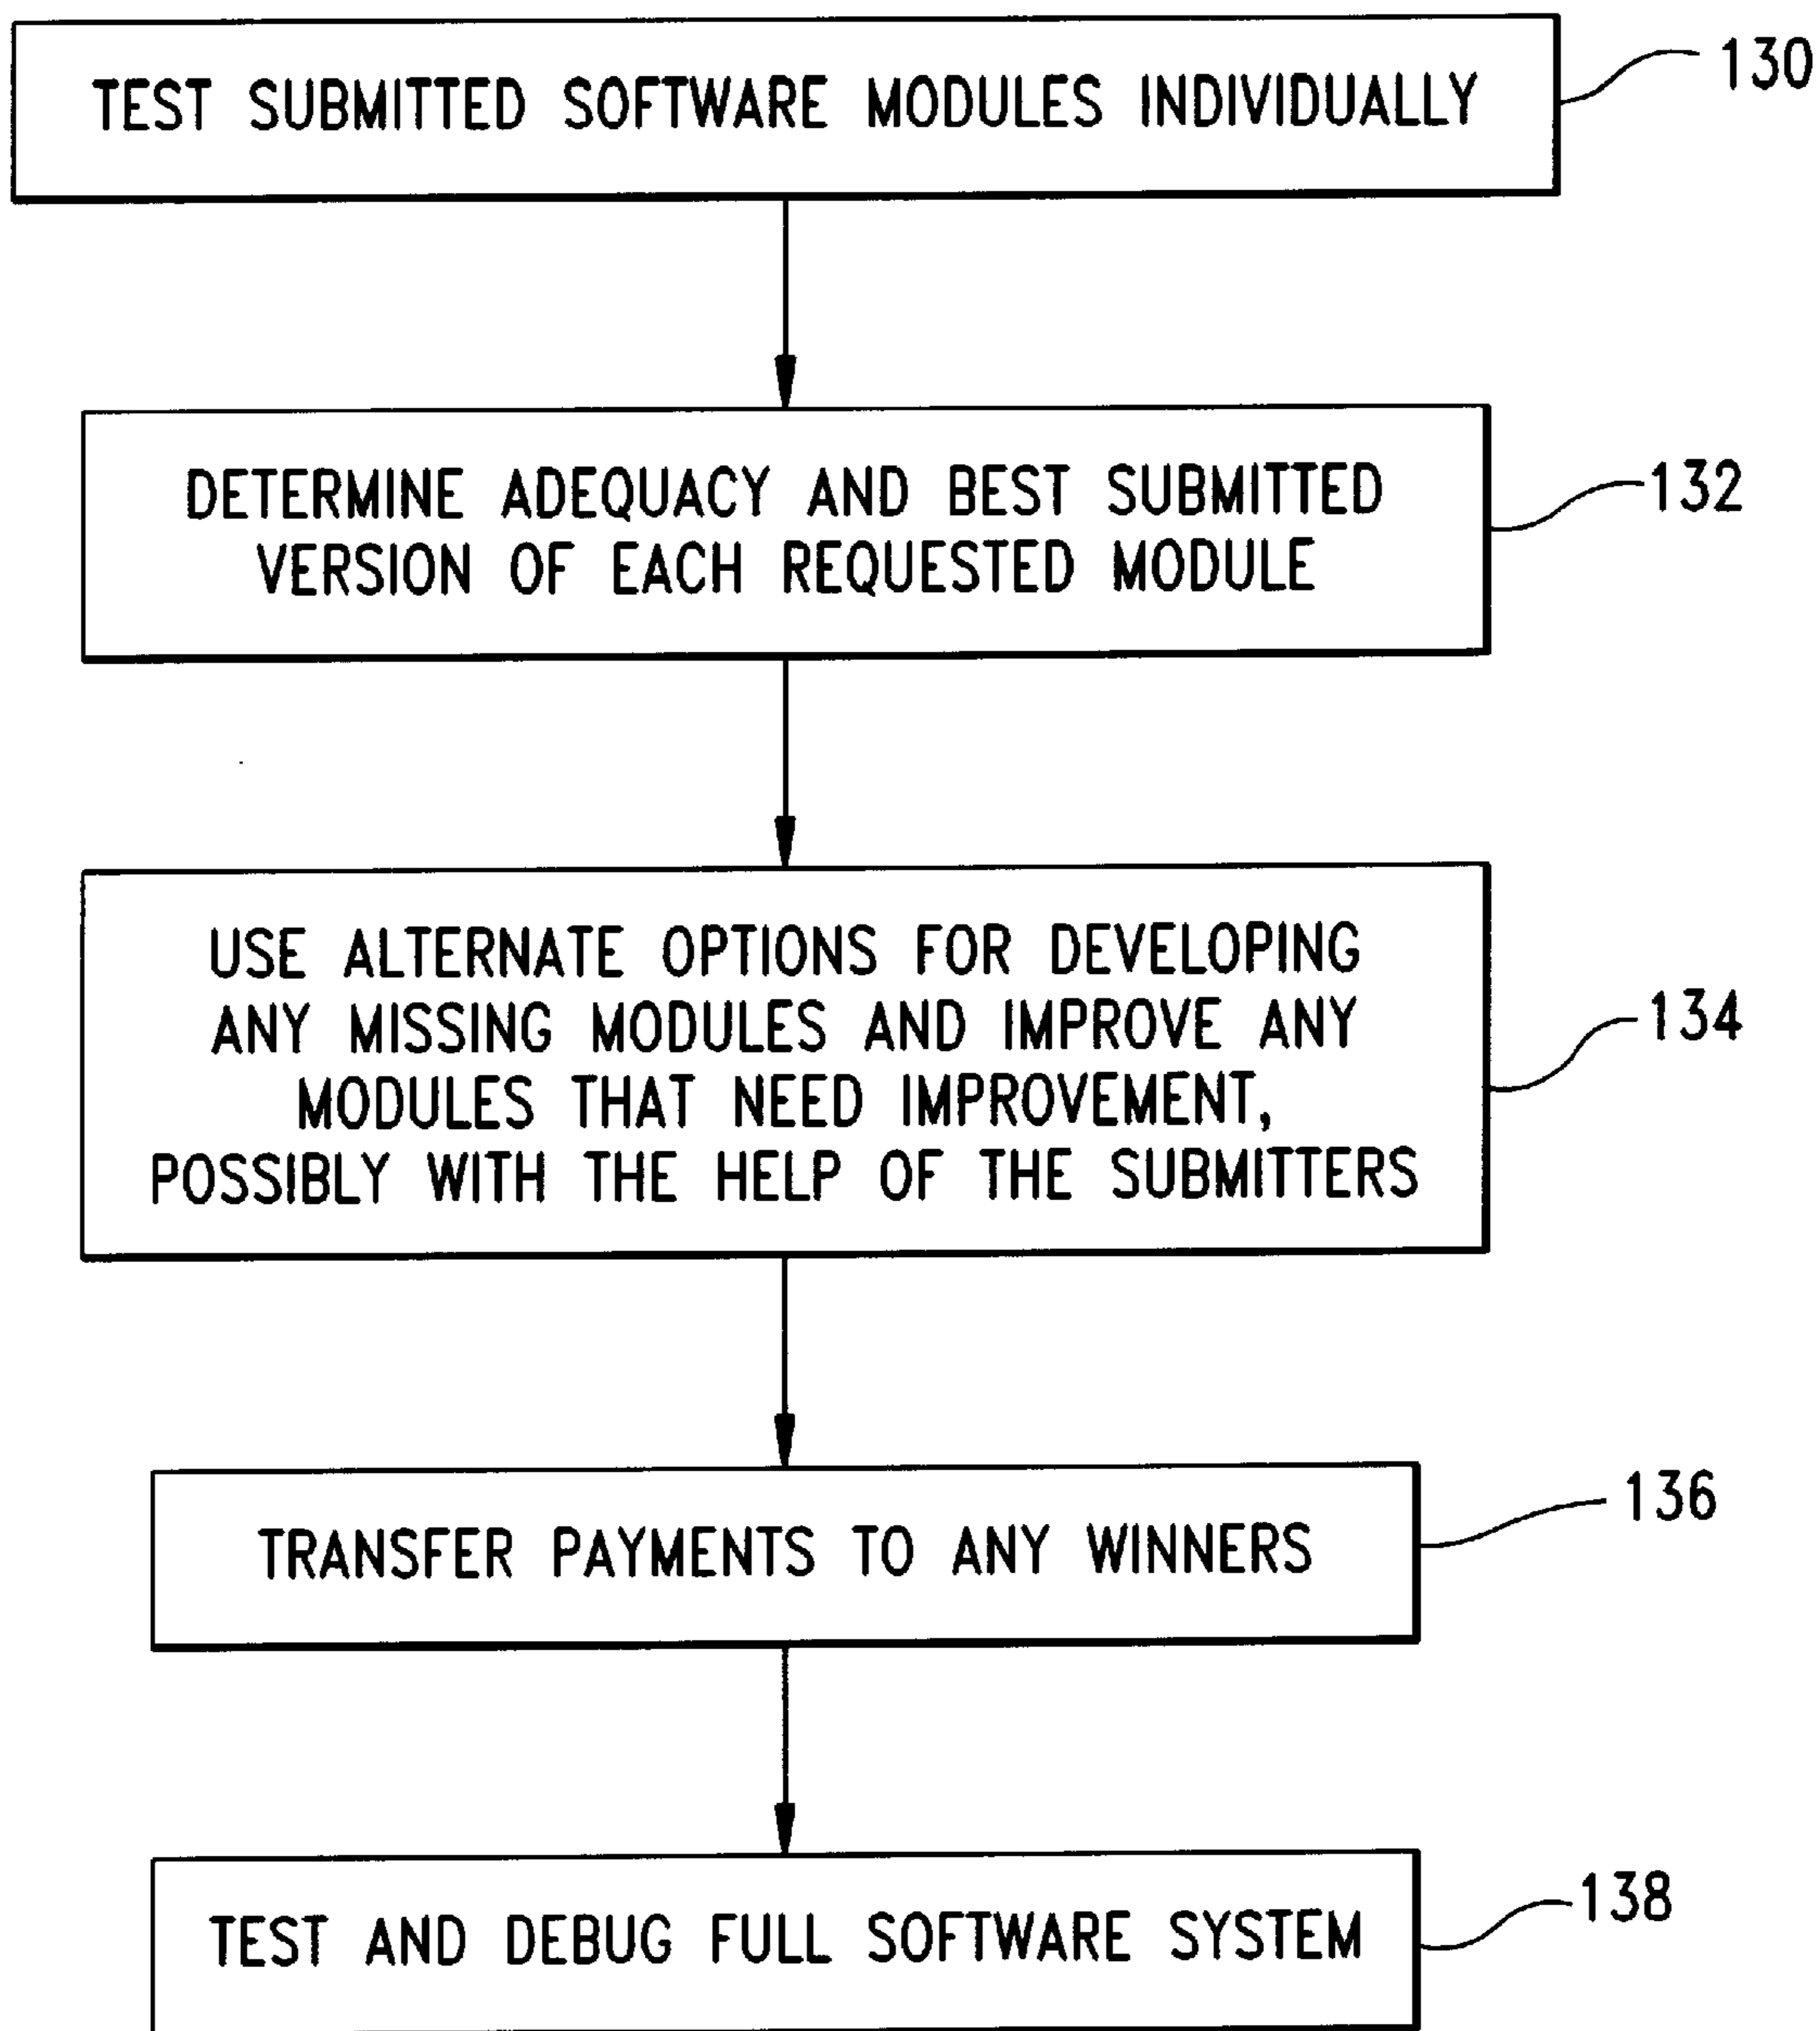 TEST SUBMITTED SOFTWARE MODULES INDIVIDUALLY
130
DETERMINE ADEQUACY AND BEST SUBMITTED
VERSION OF EACH REQUESTED MODULE
132
USE ALTERNATE OPTIONS FOR DEVELOPING
ANY MISSING MODULES AND IMPROVE ANY
MODULES THAT NEED IMPROVEMENT,
POSSIBLY WITH THE HELP OF THE SUBMITTERS
134
TRANSFER PAYMENTS TO ANY WINNERS
136
TEST AND DEBUG FULL SOFTWARE SYSTEM
138